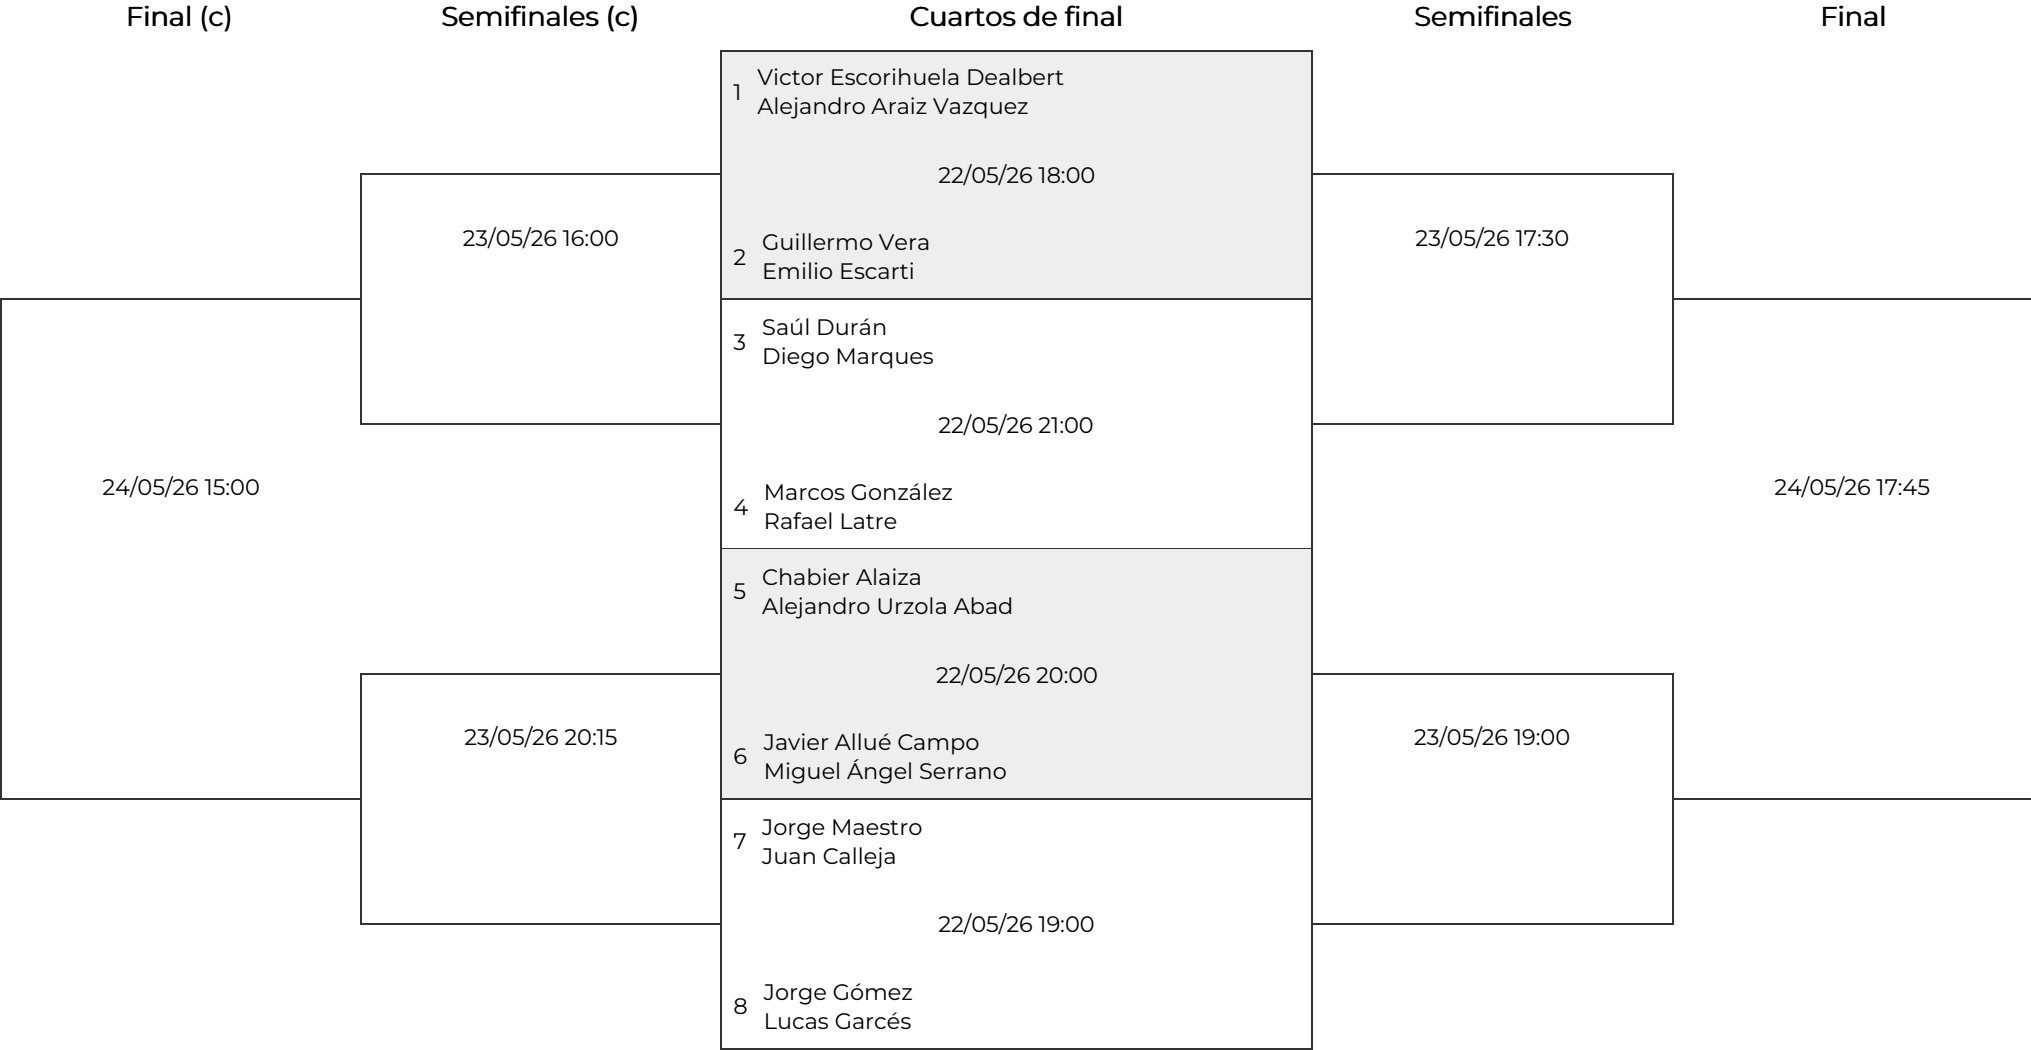 Final (c)
Semifinales (c)
Cuartos de final
Semifinales
Final
1
Victor Escorihuela Dealbert
Alejandro Araiz Vazquez
22/05/26 18:00
23/05/26 16:00
23/05/26 17:30
2
Guillermo Vera
Emilio Escarti
3
Saúl Durán
Diego Marques
22/05/26 21:00
24/05/26 15:00
24/05/26 17:45
4
Marcos González
Rafael Latre
5
Chabier Alaiza
Alejandro Urzola Abad
22/05/26 20:00
23/05/26 20:15
23/05/26 19:00
6
Javier Allué Campo
Miguel Ángel Serrano
7
Jorge Maestro
Juan Calleja
22/05/26 19:00
8
Jorge Gómez
Lucas Garcés